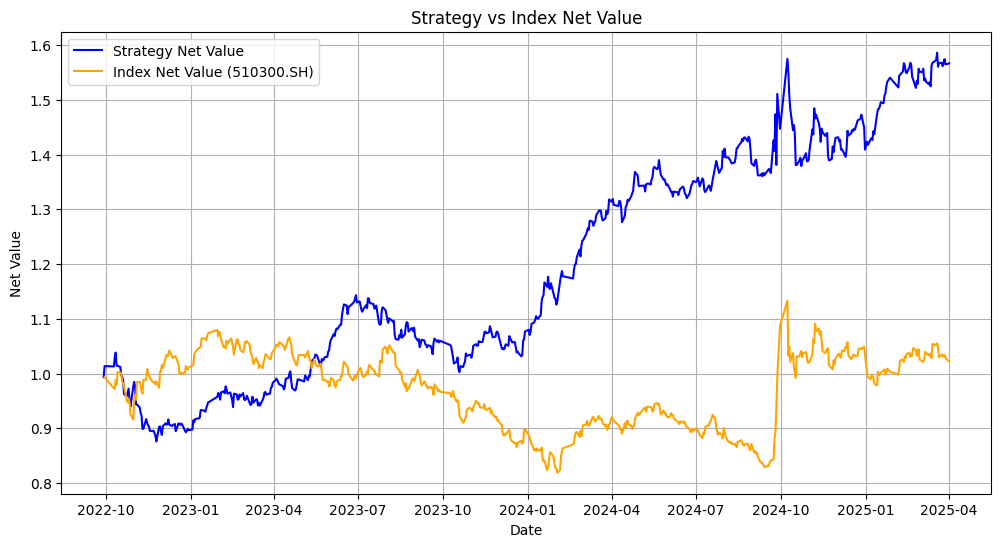 Strategy vs Index Net Value
Strategy Net Value
Index Net Value (510300.SH)
Net Value
1.6
1.5
1.4
1.3
1.2
1.1
1.0
0.9
0.8
2022-10 2023-01 2023-04 2023-07 2023-10 2024-01 2024-04 2024-07 2024-10 2025-01 2025-04
Date